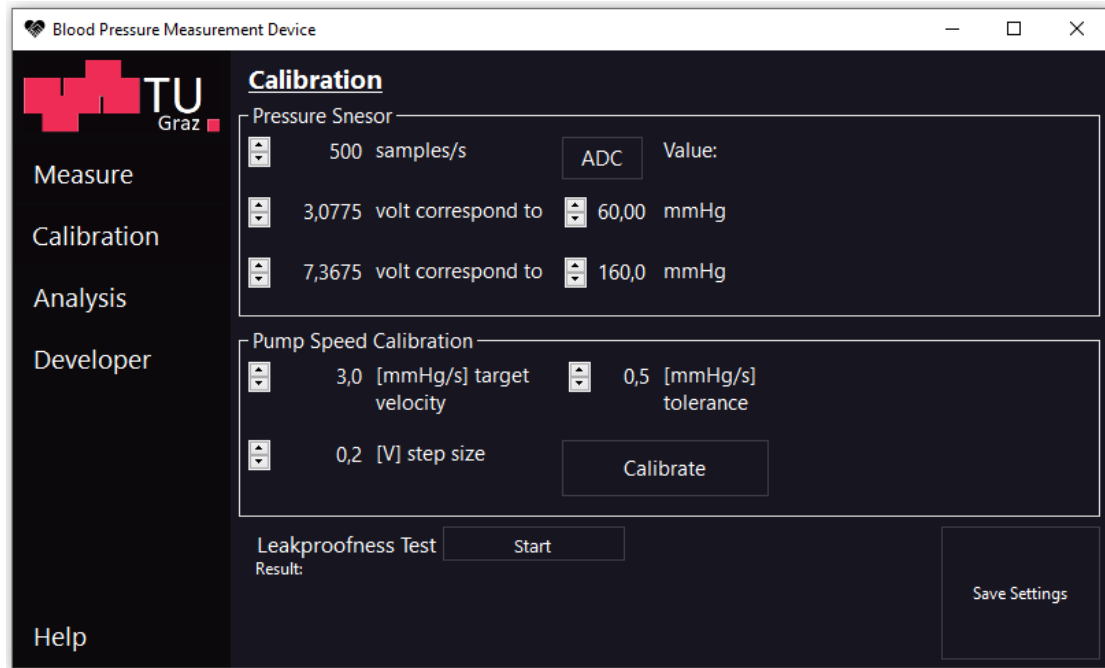 Blood Pressure Measurement Device
TU
Graz
Measure
Calibration
Analysis
Developer
Help
Calibration
Pressure Snesor
500 samples/s ADC Value:
3,0775 volt correspond to 60,00 mmHg
7,3675 volt correspond to 160,0 mmHg
Pump Speed Calibration
3,0 [mmHg/s] target 0,5 [mmHg/s]
velocity tolerance
0,2 [V] step size Calibrate
Leakproofness Test Start
Result:
Save Settings